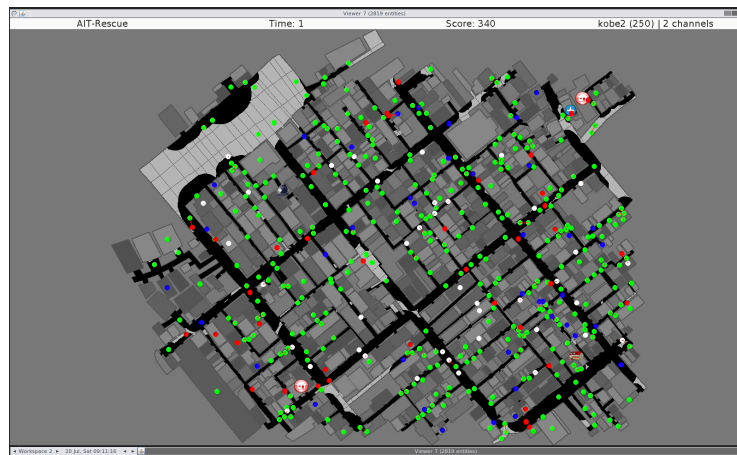 Viewer 7 (2819 entities)
AIT-Rescue Time: 1 Score: 340 kobe2 (250) | 2 channels
Workspace 2 20 Jul, Sat 09:11:16 Viewer 7 (2819 entities)